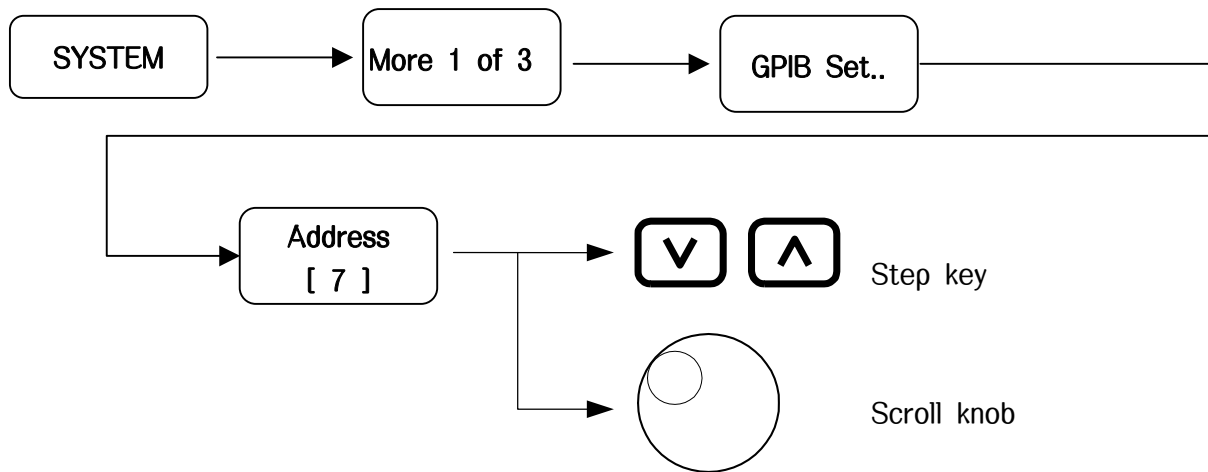 SYSTEM
More 1 of 3
GPIB Set..
Address
[ 7 ]
Step key
Scroll knob